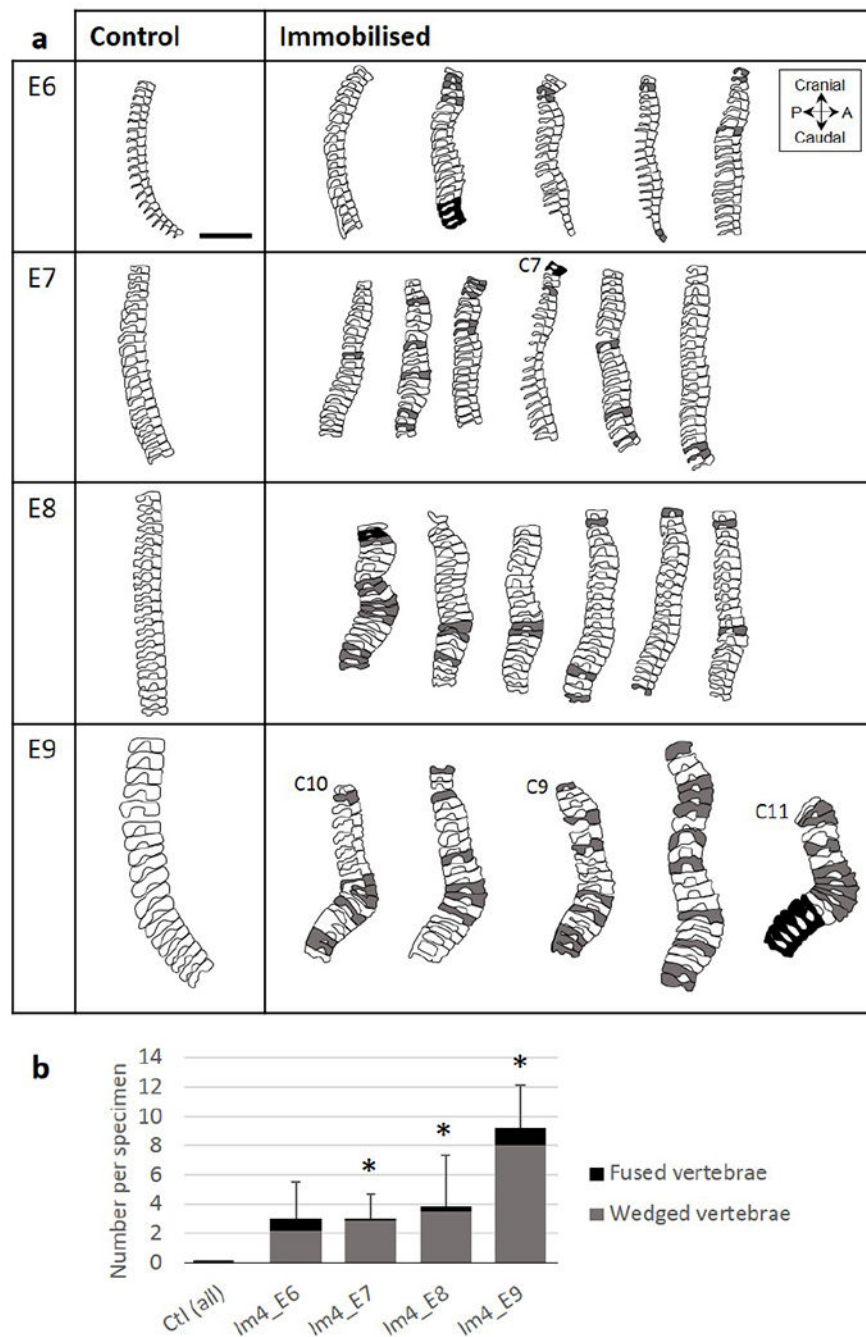 a Control Immobilised
E6
Cranial
P A
Caudal
E7
C7
E8
E9
C10
C9
C11
b
14
12
10
8
6
4
2
0
Number per specimen
* * * 
Fused vertebrae
Wedged vertebrae
Ctl (all) Im4_E6 Im4_E7 Im4_E8 Im4_E9